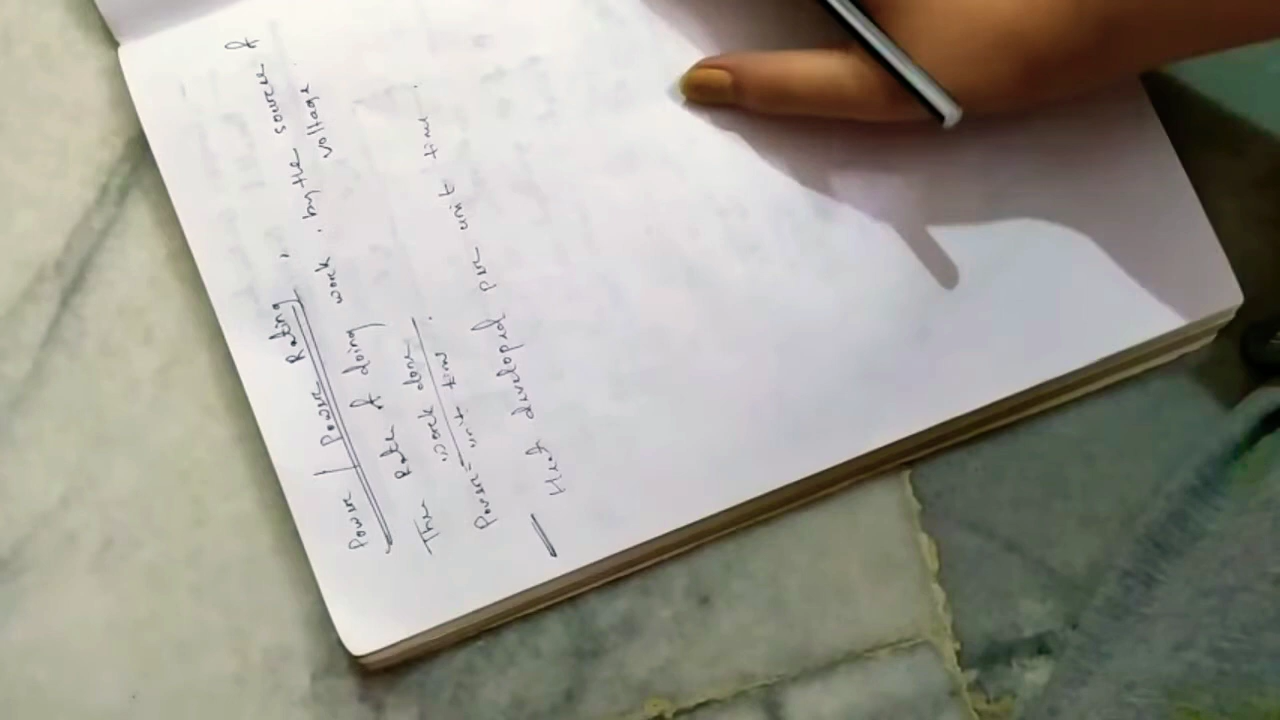 Power / Power Rating,
The Rate of doing work, by the source of voltage
Power = work done / unit time.
Heat developed per unit time.